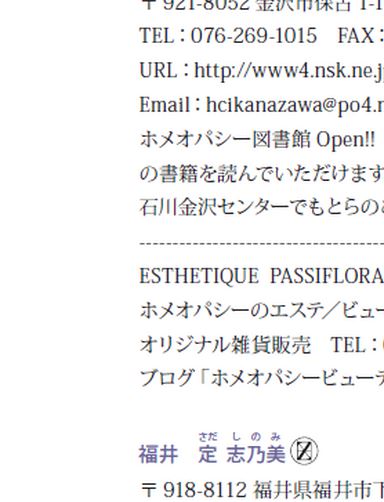 〒921-8052 金沢市保古 1-1
TEL：076-269-1015　FAX：
URL：http://www4.nsk.ne.j
Email：hcikanazawa@po4.n
ホメオパシー図書館 Open!!
の書籍を読んでいただけます
石川金沢センターでもとらの
ESTHETIQUE PASSIFLORA
ホメオパシーのエステ／ビュー
オリジナル雑貨販売　TEL：
ブログ「ホメオパシービューテ
さだ　し　の　み
福井　定　志乃美 Z
〒918-8112 福井県福井市下